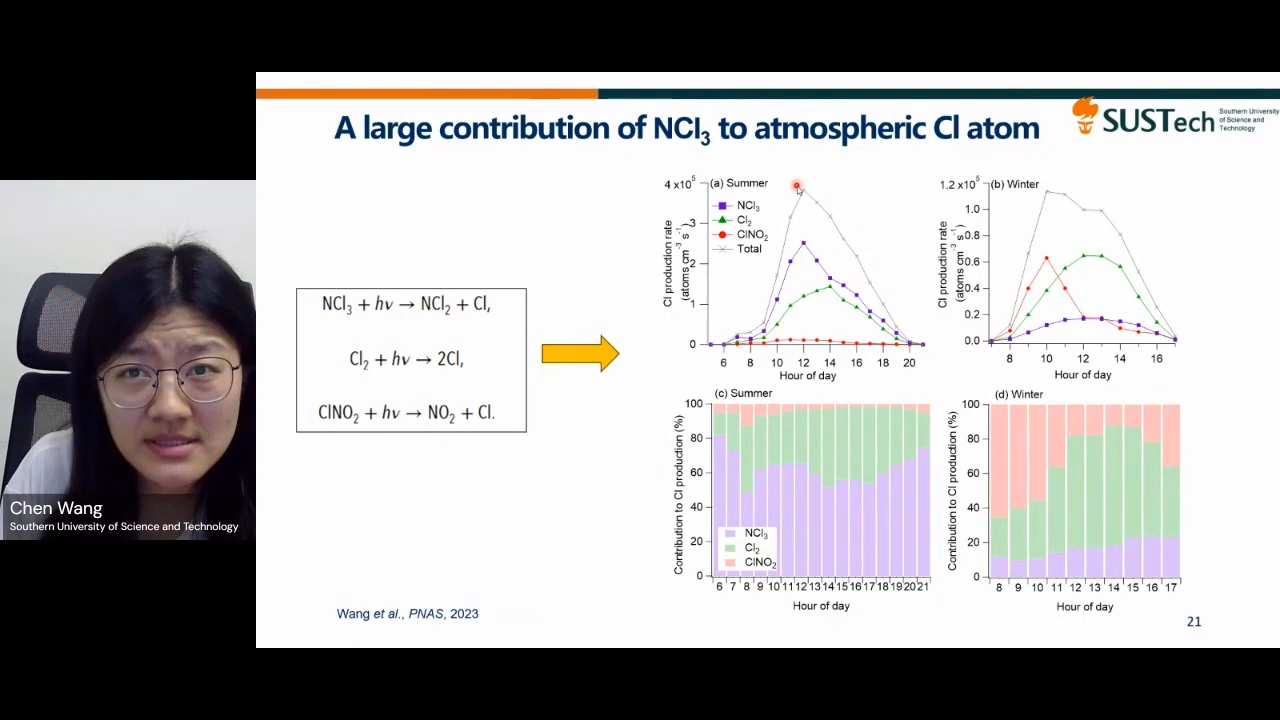 A large contribution of NCl₃ to atmospheric Cl atom
SUSTech
Southern University
of Science and
Technology
NCl₃ + hν → NCl₂ + Cl,
Cl₂ + hν → 2Cl,
ClNO₂ + hν → NO₂ + Cl.
(a) Summer
4 x10⁵
3
2
1
0
Cl production rate
(atoms cm⁻³ s⁻¹)
NCl₃
Cl₂
ClNO₂
Total
6 8 10 12 14 16 18 20
Hour of day
(b) Winter
1.2 x10⁵
1.0
0.8
0.6
0.4
0.2
0.0
Cl production rate
(atoms cm⁻³ s⁻¹)
8 10 12 14 16
Hour of day
(c) Summer
100
80
60
40
20
0
Contribution to Cl production (%)
NCl₃
Cl₂
ClNO₂
6 7 8 9 10 11 12 13 14 15 16 17 18 19 20 21
Hour of day
(d) Winter
100
80
60
40
20
0
Contribution to Cl production (%)
8 9 10 11 12 13 14 15 16 17
Hour of day
Chen Wang
Southern University of Science and Technology
Wang et al., PNAS, 2023
21